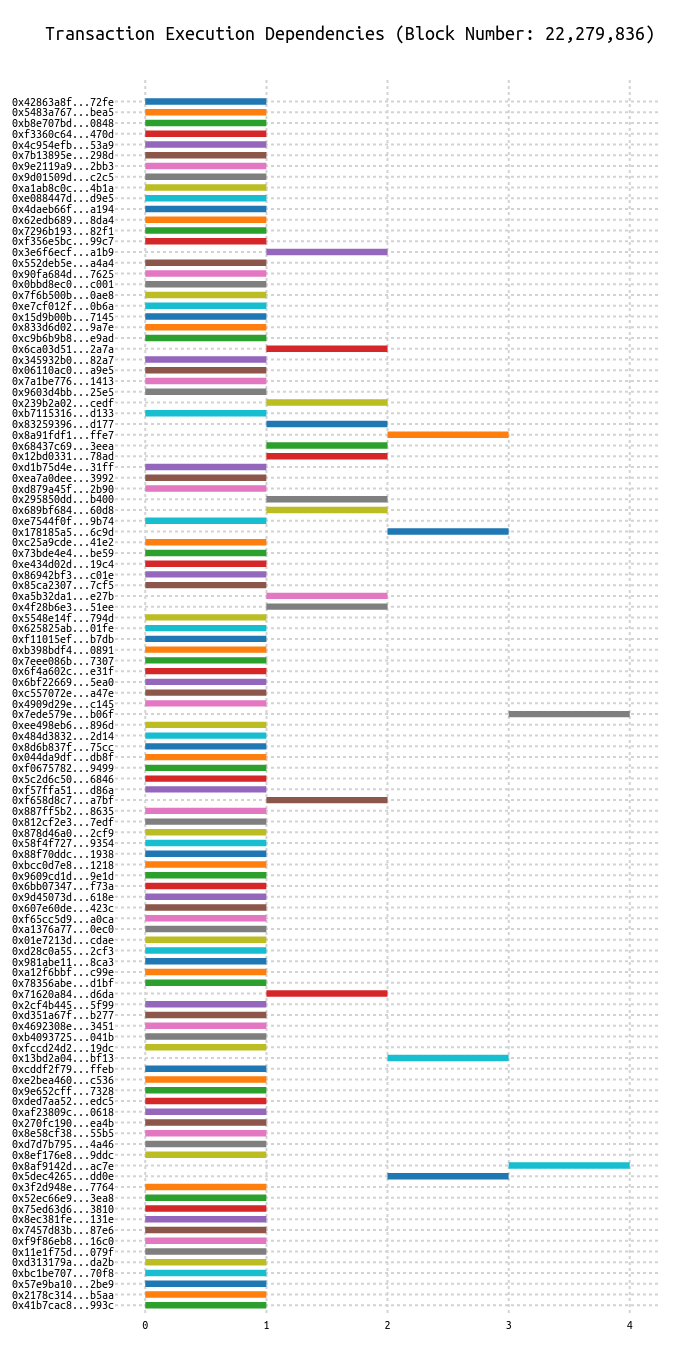 Transaction Execution Dependencies (Block Number: 22,279,836)
0x42863a8f...72fe
0x5483a767...bea5
0xb8e707bd...0848
0xf3360c64...470d
0x4c954efb...53a9
0x7b13895e...298d
0x9e2119a9...2bb3
0x9d01509d...c2c5
0xa1ab8c0c...4b1a
0xe088447d...d9e5
0x4daeb66f...a194
0x62edb689...8da4
0x7296b193...82f1
0xf356e5bc...99c7
0x3e6f6ecf...a1b9
0x552deb5e...a4a4
0x90fa684d...7625
0x0bbd8ec0...c001
0x7f6b500b...0ae8
0xe7cf012f...0b6a
0x15d9b00b...7145
0x833d6d02...9a7e
0xc9b6b9b8...e9ad
0x6ca03d51...2a7a
0x345932b0...82a7
0x06110ac0...a9e5
0x7a1be776...1413
0x9603d4bb...25e5
0x239b2a02...cedf
0xb7115316...d133
0x83259396...d177
0x8a91fdf1...ffe7
0x68437c69...3eea
0x12bd0331...78ad
0xd1b75d4e...31ff
0xea7a0dee...3992
0xd879a45f...2b90
0x295850dd...b400
0x689bf684...60d8
0xe7544f0f...9b74
0x178185a5...6c9d
0xc25a9cde...41e2
0x73bde4e4...be59
0xe434d02d...19c4
0x86942bf3...c01e
0x85ca2307...7cf5
0xa5b32da1...e27b
0x4f28b6e3...51ee
0x5548e14f...794d
0x625825ab...01fe
0xf11015ef...b7db
0xb398bdf4...0891
0x7eee086b...7307
0x6f4a602c...e31f
0x6bf22669...5ea0
0xc557072e...a47e
0x4909d29e...c145
0x7ede579e...b06f
0xee498eb6...896d
0x484d3832...2d14
0x8d6b837f...75cc
0x044da9df...db8f
0xf0675782...9499
0x5c2d6c50...6846
0xf57ffa51...d86a
0xf658d8c7...a7bf
0x887ff5b2...8635
0x812cf2e3...7edf
0x878d46a0...2cf9
0x58f4f727...9354
0x88f70ddc...1938
0xbcc0d7e8...1218
0x9609cd1d...9e1d
0x6bb07347...f73a
0x9d45073d...618e
0x607e60de...423c
0xf65cc5d9...a0ca
0xa1376a77...0ec0
0x01e7213d...cdae
0xd28c0a55...2cf3
0x981abe11...8ca3
0xa12f6bbf...c99e
0x78356abe...d1bf
0x71620a84...d6da
0x2cf4b445...5f99
0xd351a67f...b277
0x4692308e...3451
0xb4093725...041b
0xfccd24d2...19dc
0x13bd2a04...bf13
0xcddf2f79...ffeb
0xe2bea460...c536
0x9e652cff...7328
0xded7aa52...edc5
0xaf23809c...0618
0x270fc190...ea4b
0x8e58cf38...55b5
0xd7d7b795...4a46
0x8ef176e8...9ddc
0x8af9142d...ac7e
0x5dec4265...dd0e
0x3f2d948e...7764
0x52ec66e9...3ea8
0x75ed63d6...3810
0x8ec381fe...131e
0x7457d83b...87e6
0xf9f86eb8...16c0
0x11e1f75d...079f
0xd313179a...da2b
0xbc1be707...70f8
0x57e9ba10...2be9
0x2178c314...b5aa
0x41b7cac8...993c
0 1 2 3 4